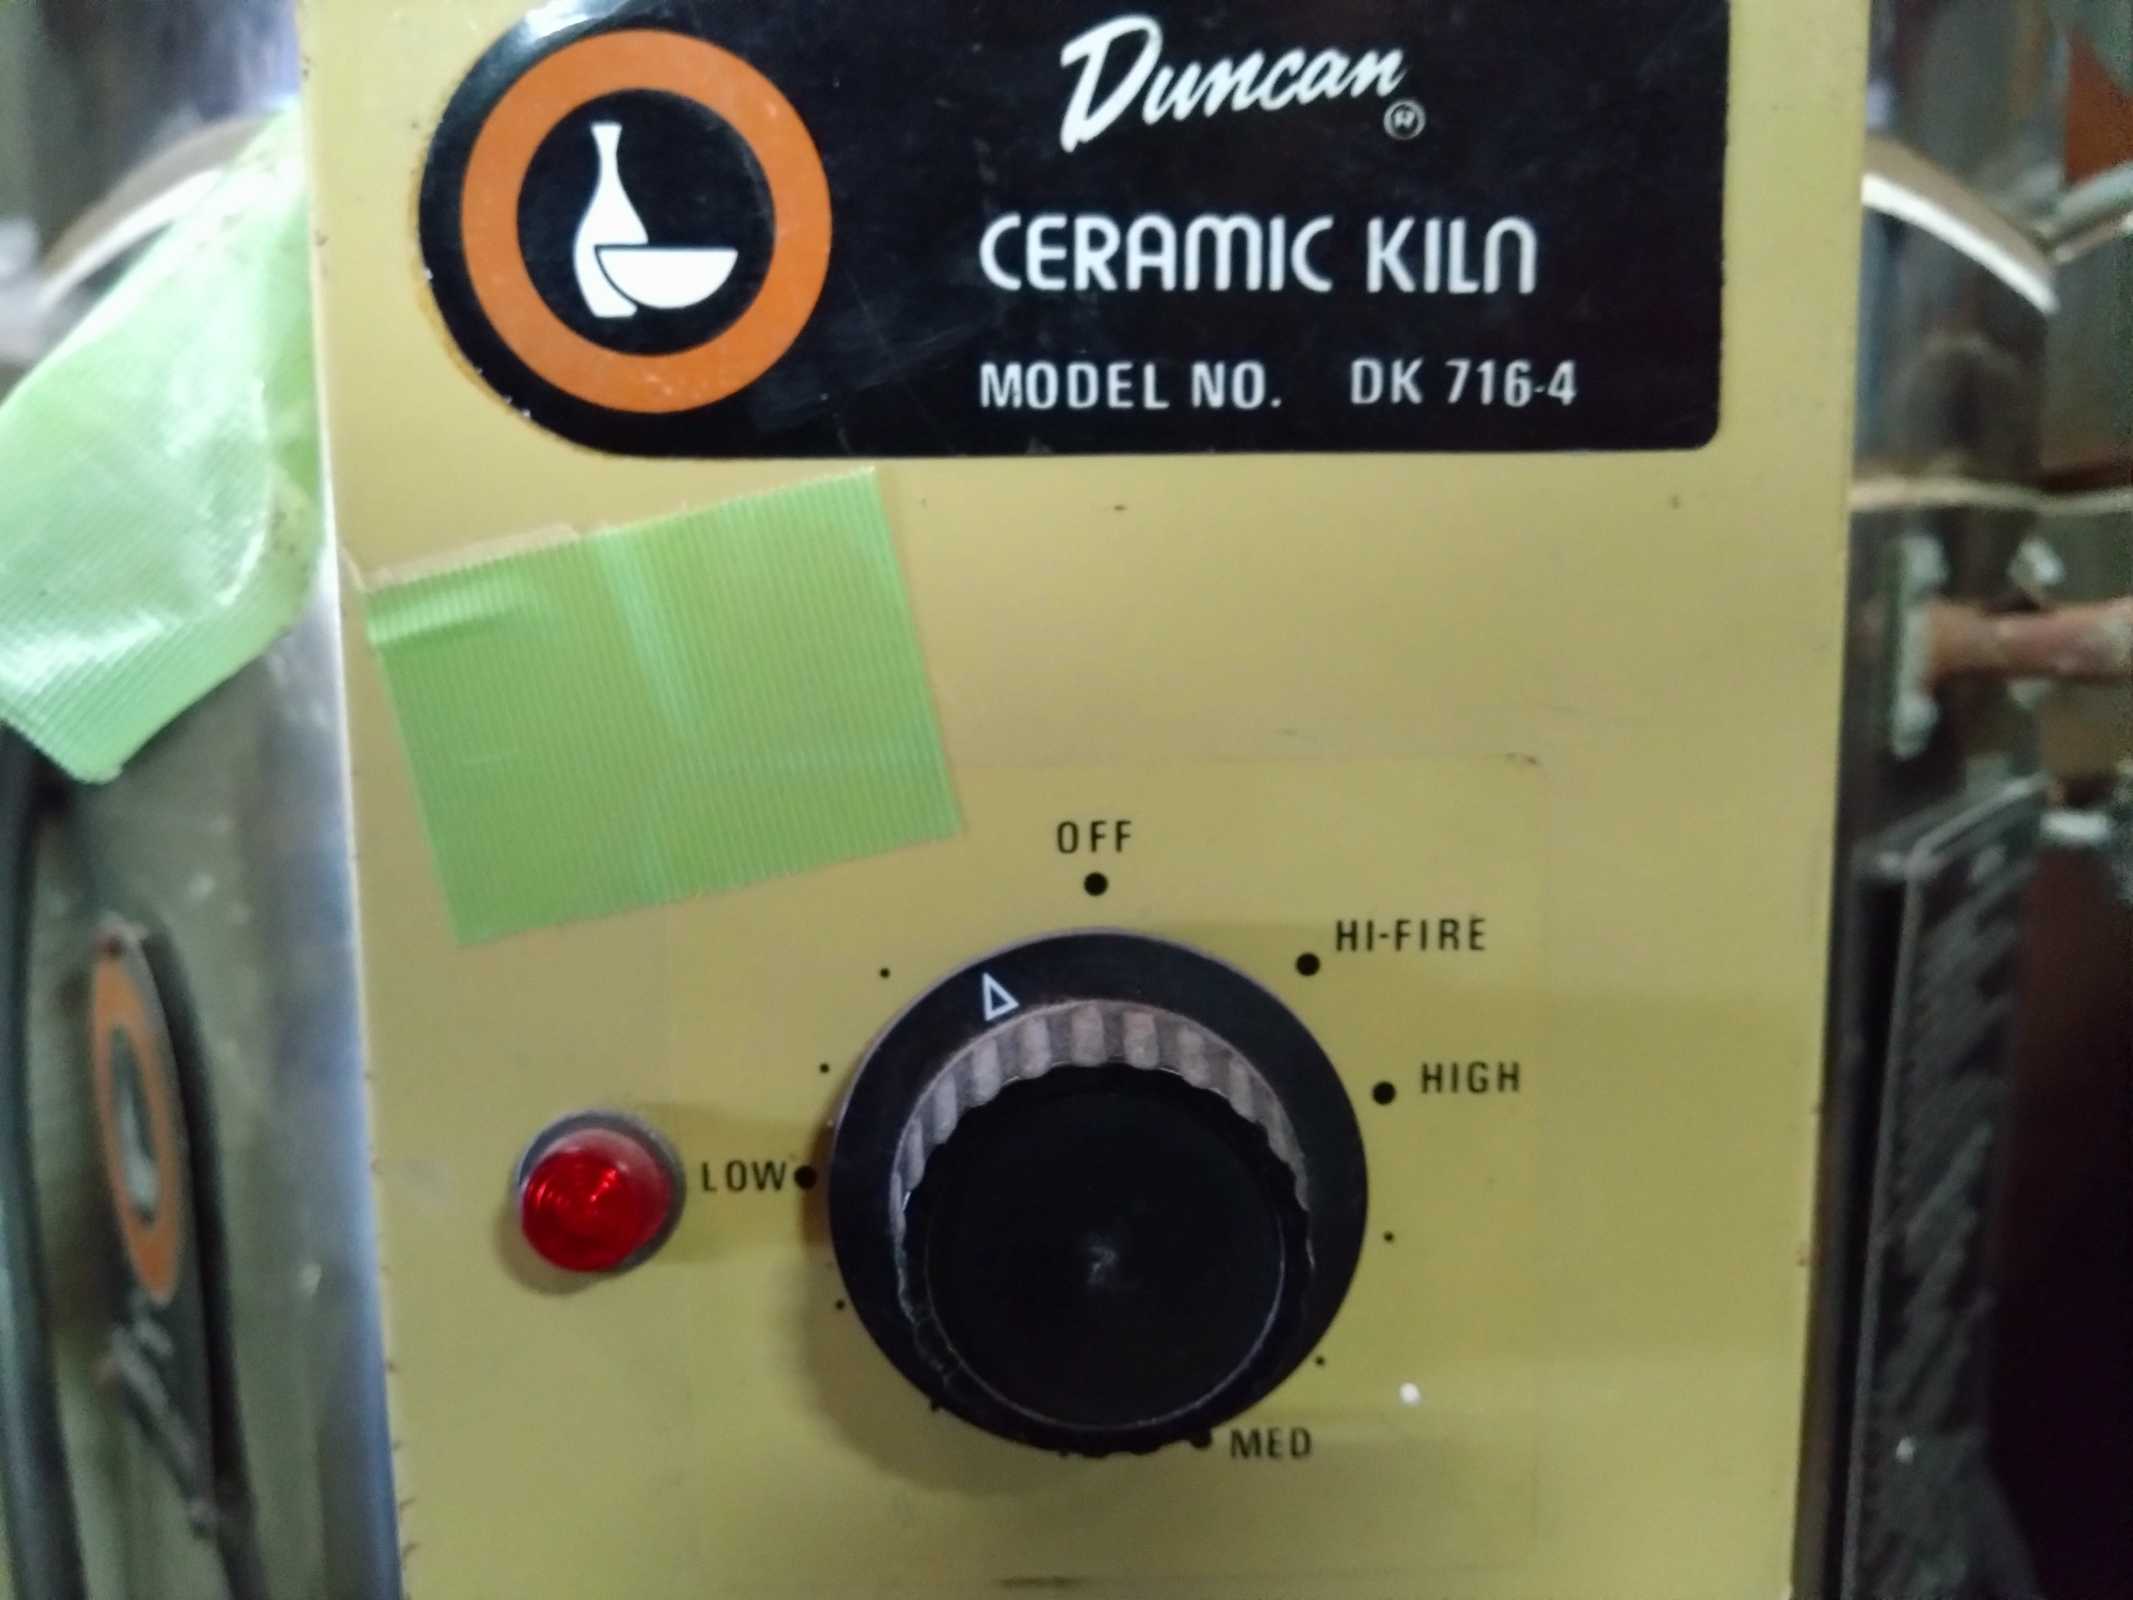 Duncan ®
CERAMIC KILN
MODEL NO. DK 716-4
OFF
HI-FIRE
HIGH
LOW
MED